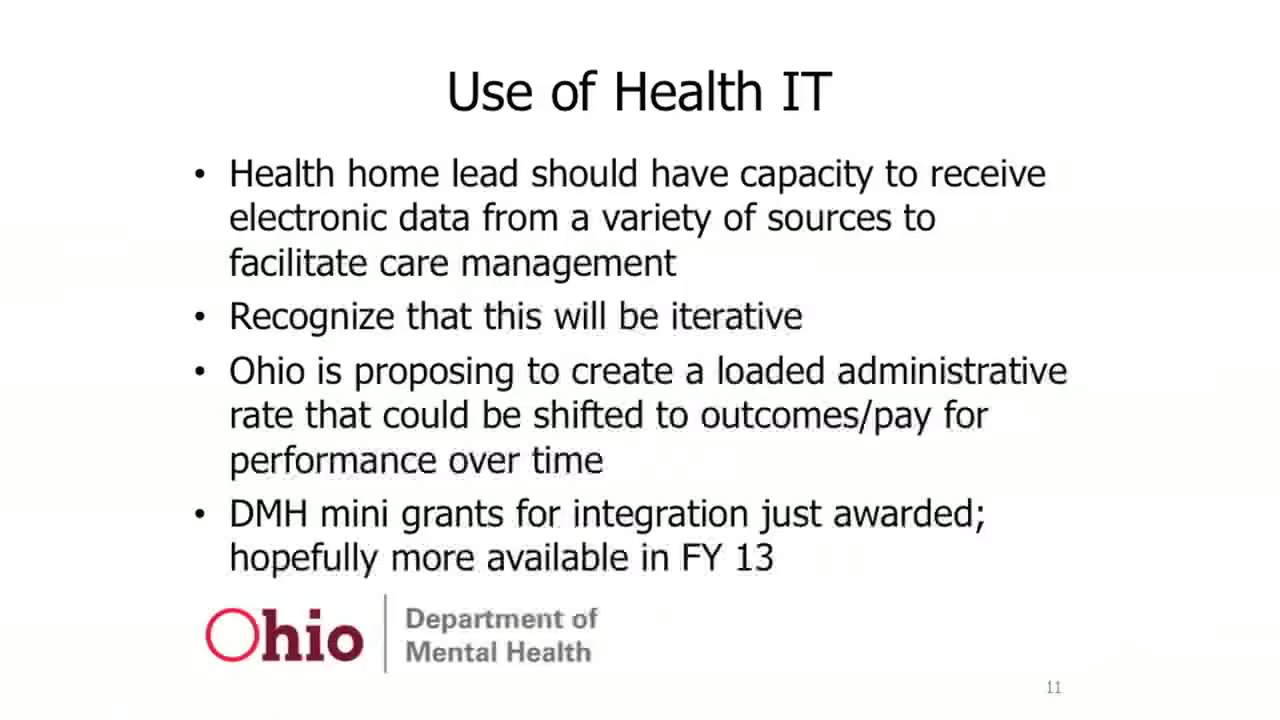 Use of Health IT
• Health home lead should have capacity to receive
electronic data from a variety of sources to
facilitate care management
• Recognize that this will be iterative
• Ohio is proposing to create a loaded administrative
rate that could be shifted to outcomes/pay for
performance over time
• DMH mini grants for integration just awarded;
hopefully more available in FY 13
Ohio
Department of
Mental Health
11